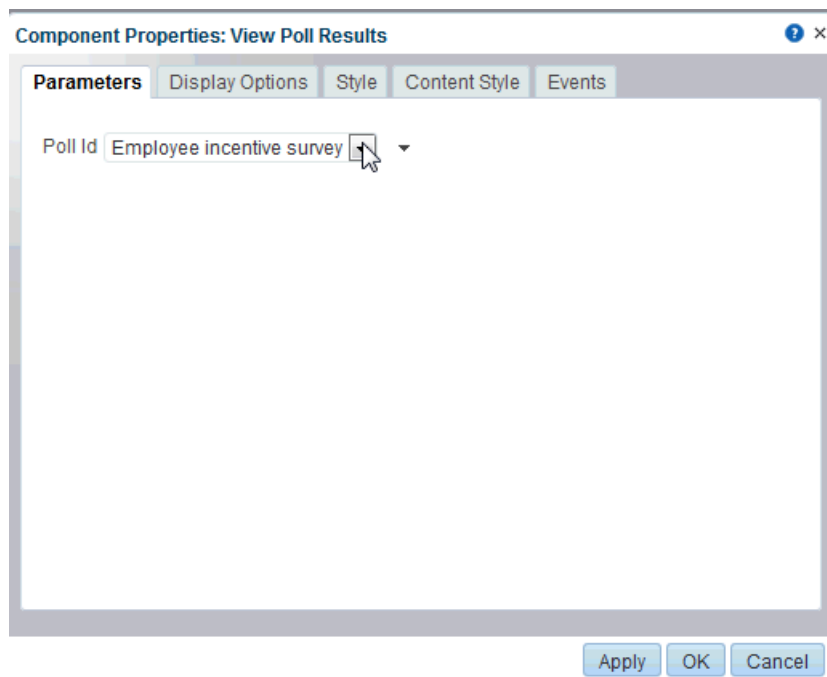 Component Properties: View Poll Results
Parameters Display Options Style Content Style Events
Poll Id Employee incentive survey
Apply OK Cancel